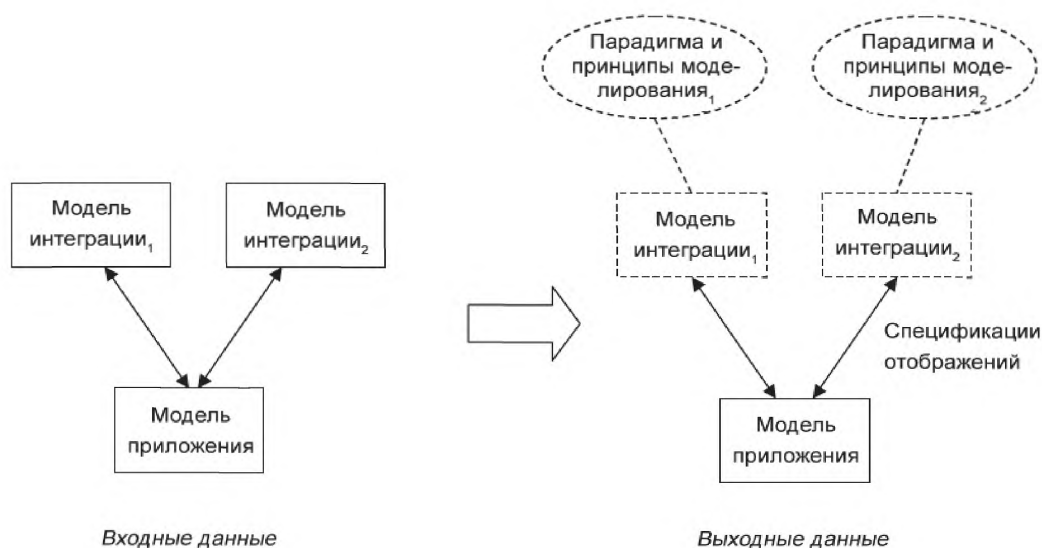 Парадигма и
принципы моде-
лирования1
Парадигма и
принципы моде-
лирования2
Модель
интеграции1
Модель
интеграции2
Модель
интеграции1
Модель
интеграции2
Спецификации
отображений
Модель
приложения
Модель
приложения
Входные данные
Выходные данные